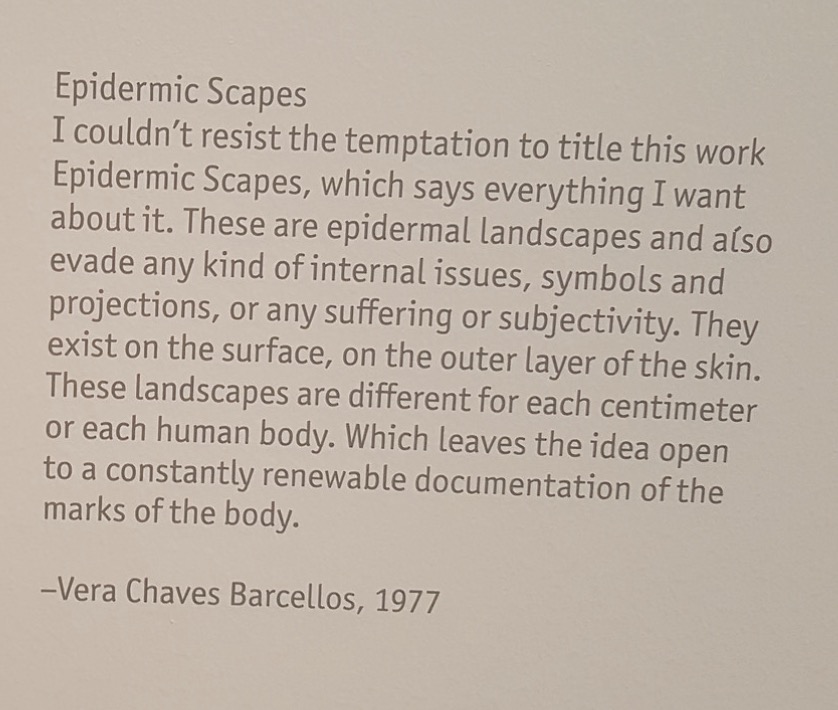 Epidermic Scapes
I couldn't resist the temptation to title this work
Epidermic Scapes, which says everything I want
about it. These are epidermal landscapes and also
evade any kind of internal issues, symbols and
projections, or any suffering or subjectivity. They
exist on the surface, on the outer layer of the skin.
These landscapes are different for each centimeter
or each human body. Which leaves the idea open
to a constantly renewable documentation of the
marks of the body.
–Vera Chaves Barcellos, 1977